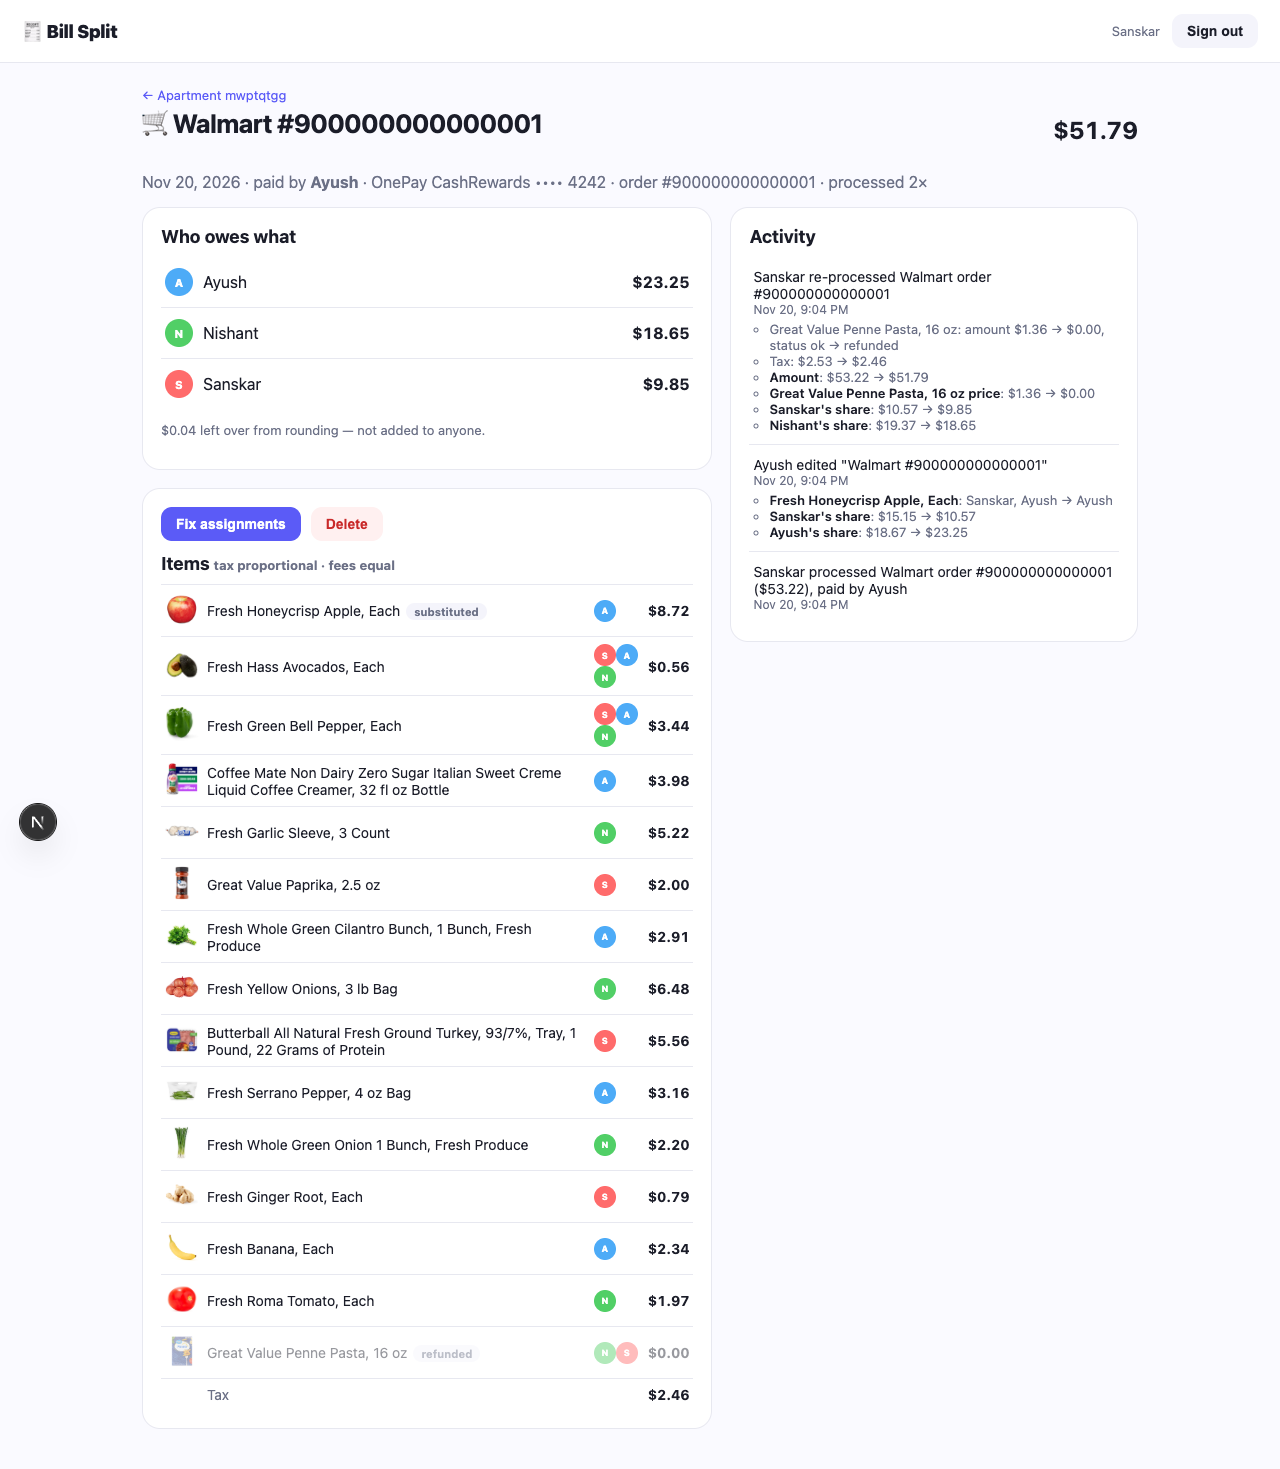 Bill Split
Sanskar
Sign out
← Apartment mwptqtgg
Walmart #900000000000001
$51.79
Nov 20, 2026 · paid by Ayush · OnePay CashRewards •••• 4242 · order #900000000000001 · processed 2×
Who owes what
A Ayush $23.25
N Nishant $18.65
S Sanskar $9.85
$0.04 left over from rounding — not added to anyone.
Fix assignments
Delete
Items tax proportional · fees equal
Fresh Honeycrisp Apple, Each substituted A $8.72
Fresh Hass Avocados, Each S A N $0.56
Fresh Green Bell Pepper, Each S A N $3.44
Coffee Mate Non Dairy Zero Sugar Italian Sweet Creme
Liquid Coffee Creamer, 32 fl oz Bottle A $3.98
Fresh Garlic Sleeve, 3 Count N $5.22
Great Value Paprika, 2.5 oz S $2.00
Fresh Whole Green Cilantro Bunch, 1 Bunch, Fresh
Produce A $2.91
Fresh Yellow Onions, 3 lb Bag N $6.48
Butterball All Natural Fresh Ground Turkey, 93/7%, Tray, 1
Pound, 22 Grams of Protein S $5.56
Fresh Serrano Pepper, 4 oz Bag A $3.16
Fresh Whole Green Onion 1 Bunch, Fresh Produce N $2.20
Fresh Ginger Root, Each S $0.79
Fresh Banana, Each A $2.34
Fresh Roma Tomato, Each N $1.97
Great Value Penne Pasta, 16 oz refunded N S $0.00
Tax $2.46
Activity
Sanskar re-processed Walmart order
#900000000000001
Nov 20, 9:04 PM
Great Value Penne Pasta, 16 oz: amount $1.36 → $0.00,
status ok → refunded
Tax: $2.53 → $2.46
Amount: $53.22 → $51.79
Great Value Penne Pasta, 16 oz price: $1.36 → $0.00
Sanskar's share: $10.57 → $9.85
Nishant's share: $19.37 → $18.65
Ayush edited "Walmart #900000000000001"
Nov 20, 9:04 PM
Fresh Honeycrisp Apple, Each: Sanskar, Ayush → Ayush
Sanskar's share: $15.15 → $10.57
Ayush's share: $18.67 → $23.25
Sanskar processed Walmart order #900000000000001
($53.22), paid by Ayush
Nov 20, 9:04 PM
N